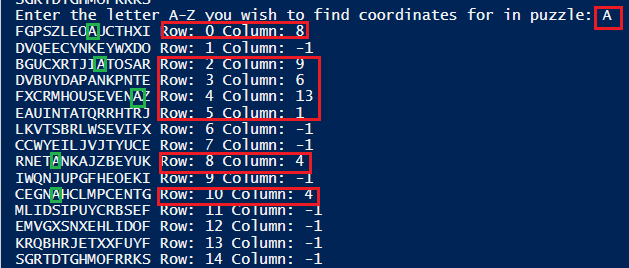 SGRTDTGHMOFRRKS
Enter the letter A-Z you wish to find coordinates for in puzzle: A
FGPSZLEOAUCTHXI Row: 0 Column: 8
DVQEECYNKEYWXDO Row: 1 Column: -1
BGUCXRTJIATOSAR Row: 2 Column: 9
DVBUYDAPANKPNTE Row: 3 Column: 6
FXCRMHOUSEVENAZ Row: 4 Column: 13
EAUINTATQRRHTRJ Row: 5 Column: 1
LKVTSBRLWSEVIFX Row: 6 Column: -1
CCWYEILJVJTYUCE Row: 7 Column: -1
RNETANKAJZBEYUK Row: 8 Column: 4
IWQNJUPGFHEOEKI Row: 9 Column: -1
CEGNAHCLMPCENTG Row: 10 Column: 4
MLIDSIPUYCRBSEF Row: 11 Column: -1
EMVGXSNXEHLIDOF Row: 12 Column: -1
KRQBHRJETXXFUYF Row: 13 Column: -1
SGRTDTGHMOFRRKS Row: 14 Column: -1